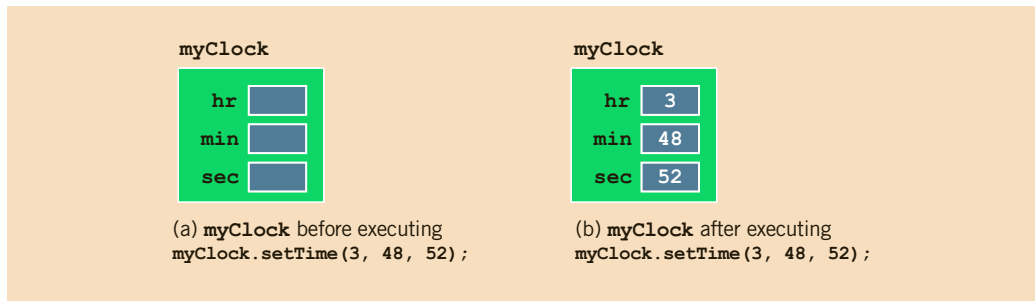 myClock
hr
min
sec
(a) myClock before executing
myClock.setTime(3, 48, 52);
myClock
hr 3
min 48
sec 52
(b) myClock after executing
myClock.setTime(3, 48, 52);